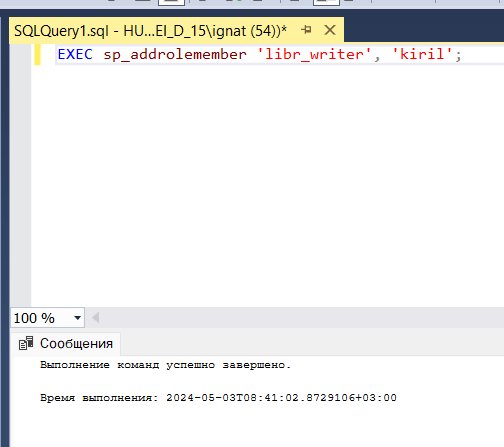 SQLQuery1.sql - HU...EI_D_15\ignat (54))*
EXEC sp_addrolemember 'libr_writer', 'kiril';
100 %
Сообщения
Выполнение команд успешно завершено.
Время выполнения: 2024-05-03T08:41:02.8729106+03:00